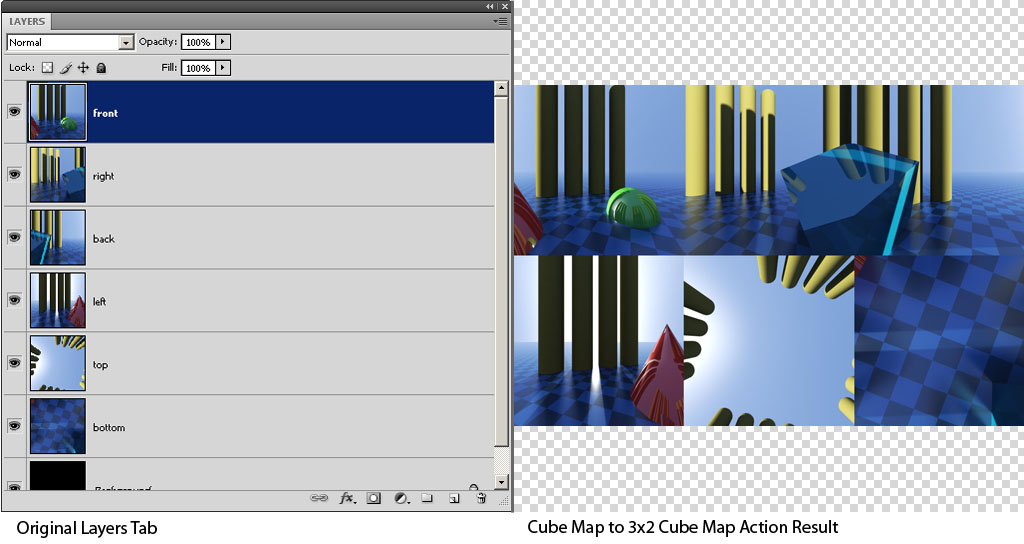 LAYERS
Normal Opacity: 100%
Lock: Fill: 100%
front
right
back
left
top
bottom
Background
fx
Original Layers Tab
Cube Map to 3x2 Cube Map Action Result